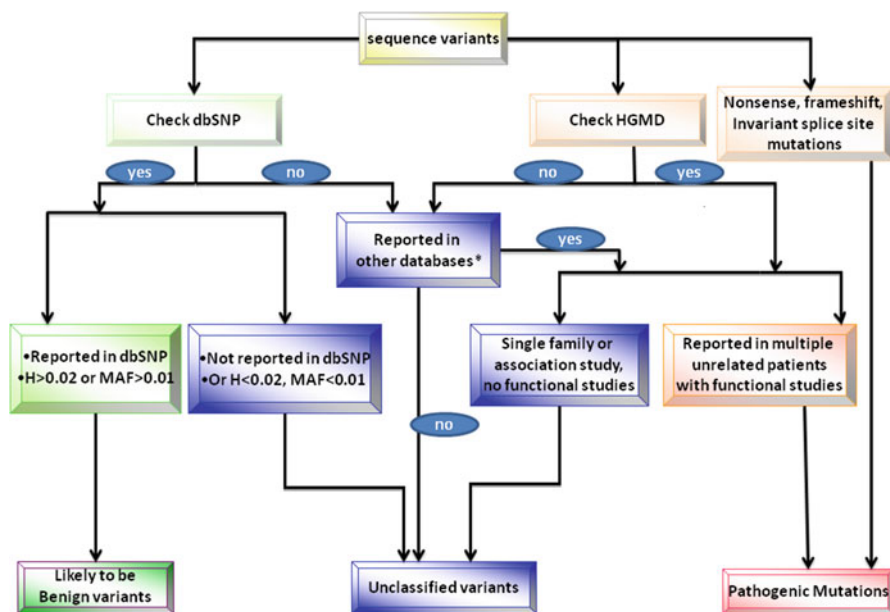 sequence variants
Check dbSNP
Check HGMD
Nonsense, frameshift,
Invariant splice site
mutations
yes
no
no
yes
Reported in
other databases*
yes
•Reported in dbSNP
•H>0.02 or MAF>0.01
•Not reported in dbSNP
•Or H<0.02, MAF<0.01
Single family or
association study,
no functional studies
Reported in multiple
unrelated patients
with functional studies
no
Likely to be
Benign variants
Unclassified variants
Pathogenic Mutations